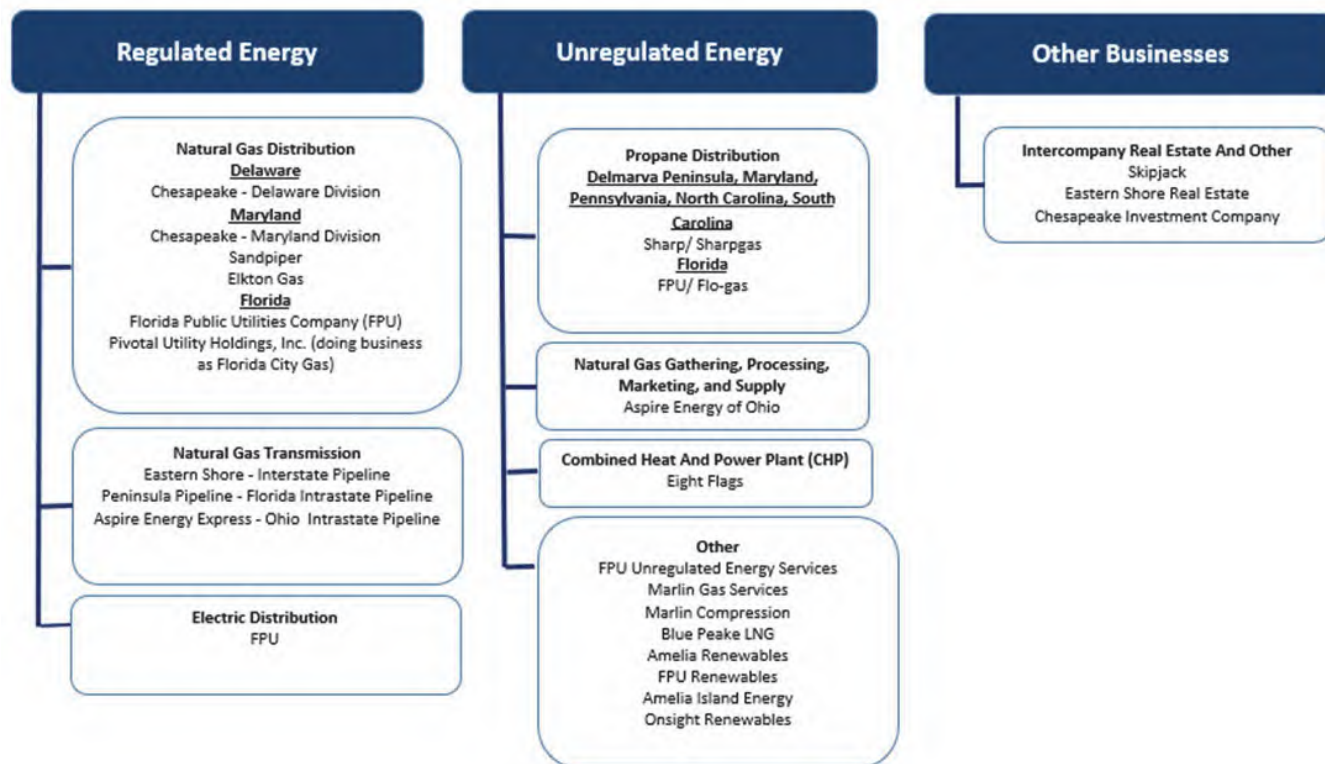 Regulated Energy
Natural Gas Distribution
Delaware
Chesapeake - Delaware Division
Maryland
Chesapeake - Maryland Division
Sandpiper
Elkton Gas
Florida
Florida Public Utilities Company (FPU)
Pivotal Utility Holdings, Inc. (doing business
as Florida City Gas)
Natural Gas Transmission
Eastern Shore - Interstate Pipeline
Peninsula Pipeline - Florida Intrastate Pipeline
Aspire Energy Express - Ohio Intrastate Pipeline
Electric Distribution
FPU
Unregulated Energy
Propane Distribution
Delmarva Peninsula, Maryland,
Pennsylvania, North Carolina, South
Carolina
Sharp/ Sharpgas
Florida
FPU/ Flo-gas
Natural Gas Gathering, Processing,
Marketing, and Supply
Aspire Energy of Ohio
Combined Heat And Power Plant (CHP)
Eight Flags
Other
FPU Unregulated Energy Services
Marlin Gas Services
Marlin Compression
Blue Peake LNG
Amelia Renewables
FPU Renewables
Amelia Island Energy
Onsight Renewables
Other Businesses
Intercompany Real Estate And Other
Skipjack
Eastern Shore Real Estate
Chesapeake Investment Company